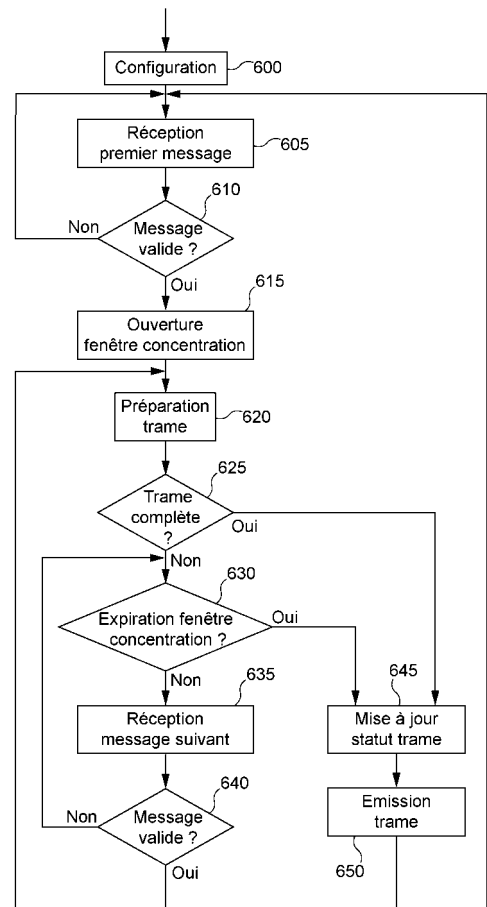 Configuration
600
Réception
premier message
605
610
Non
Message
valide ?
Oui
615
Ouverture
fenêtre concentration
Préparation
trame
620
625
Trame
complète
?
Oui
Non
630
Expiration fenêtre
concentration ?
Oui
Non
635
645
Réception
message suivant
Mise à jour
statut trame
640
Non
Message
valide ?
Oui
Emission
trame
650